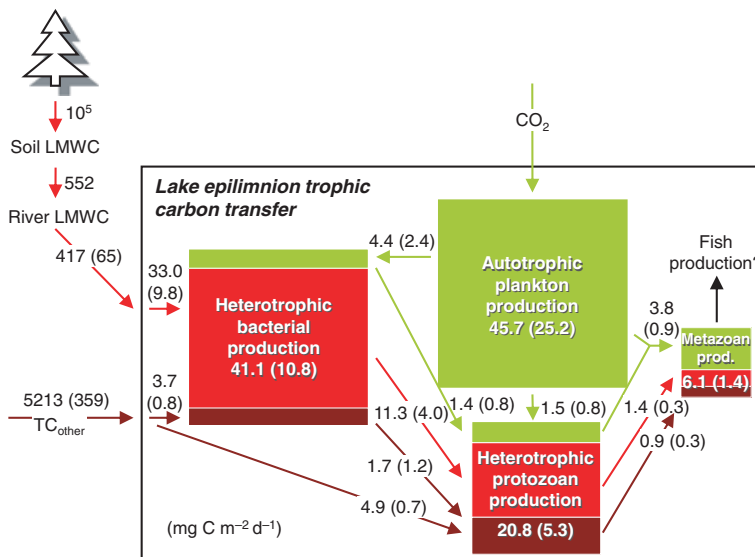 10⁵
Soil LMWC
552
River LMWC
417 (65)
CO₂
Lake epilimnion trophic
carbon transfer
4.4 (2.4)
33.0
(9.8)
Heterotrophic
bacterial
production
41.1 (10.8)
Autotrophic
plankton
production
45.7 (25.2)
Fish
production?
3.8
(0.9)
Metazoan
prod.
6.1 (1.4)
5213 (359)
TCother
3.7
(0.8)
11.3 (4.0)
1.4 (0.8)
1.5 (0.8)
1.4 (0.3)
0.9 (0.3)
1.7 (1.2)
4.9 (0.7)
Heterotrophic
protozoan
production
20.8 (5.3)
(mg C m⁻² d⁻¹)